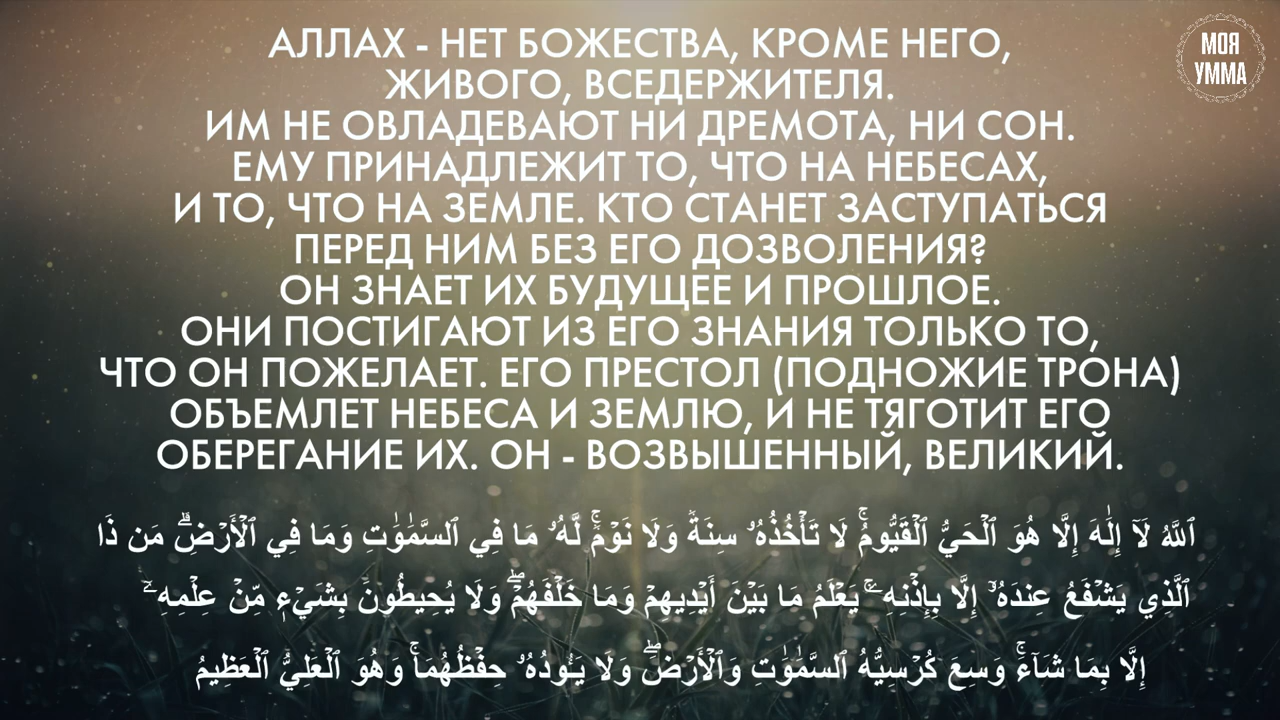 АЛЛАХ - НЕТ БОЖЕСТВА, КРОМЕ НЕГО,
ЖИВОГО, ВСЕДЕРЖИТЕЛЯ.
ИМ НЕ ОВЛАДЕВАЮТ НИ ДРЕМОТА, НИ СОН.
ЕМУ ПРИНАДЛЕЖИТ ТО, ЧТО НА НЕБЕСАХ,
И ТО, ЧТО НА ЗЕМЛЕ. КТО СТАНЕТ ЗАСТУПАТЬСЯ
ПЕРЕД НИМ БЕЗ ЕГО ДОЗВОЛЕНИЯ?
ОН ЗНАЕТ ИХ БУДУЩЕЕ И ПРОШЛОЕ.
ОНИ ПОСТИГАЮТ ИЗ ЕГО ЗНАНИЯ ТОЛЬКО ТО,
ЧТО ОН ПОЖЕЛАЕТ. ЕГО ПРЕСТОЛ (ПОДНОЖИЕ ТРОНА)
ОБЪЕМЛЕТ НЕБЕСА И ЗЕМЛЮ, И НЕ ТЯГОТИТ ЕГО
ОБЕРЕГАНИЕ ИХ. ОН - ВОЗВЫШЕННЫЙ, ВЕЛИКИЙ.
ٱللَّهُ لَآ إِلَٰهَ إِلَّا هُوَ ٱلۡحَيُّ ٱلۡقَيُّومُۚ لَا تَأۡخُذُهُۥ سِنَةٞ وَلَا نَوۡمٞۚ لَّهُۥ مَا فِي ٱلسَّمَٰوَٰتِ وَمَا فِي ٱلۡأَرۡضِۗ مَن ذَا
ٱلَّذِي يَشۡفَعُ عِندَهُۥٓ إِلَّا بِإِذۡنِهِۦۚ يَعۡلَمُ مَا بَيۡنَ أَيۡدِيهِمۡ وَمَا خَلۡفَهُمۡۖ وَلَا يُحِيطُونَ بِشَيۡءٖ مِّنۡ عِلۡمِهِۦٓ
إِلَّا بِمَا شَآءَۚ وَسِعَ كُرۡسِيُّهُ ٱلسَّمَٰوَٰتِ وَٱلۡأَرۡضَۖ وَلَا يَـُٔودُهُۥ حِفۡظُهُمَاۚ وَهُوَ ٱلۡعَلِيُّ ٱلۡعَظِيمُ
МОЯ
УММА